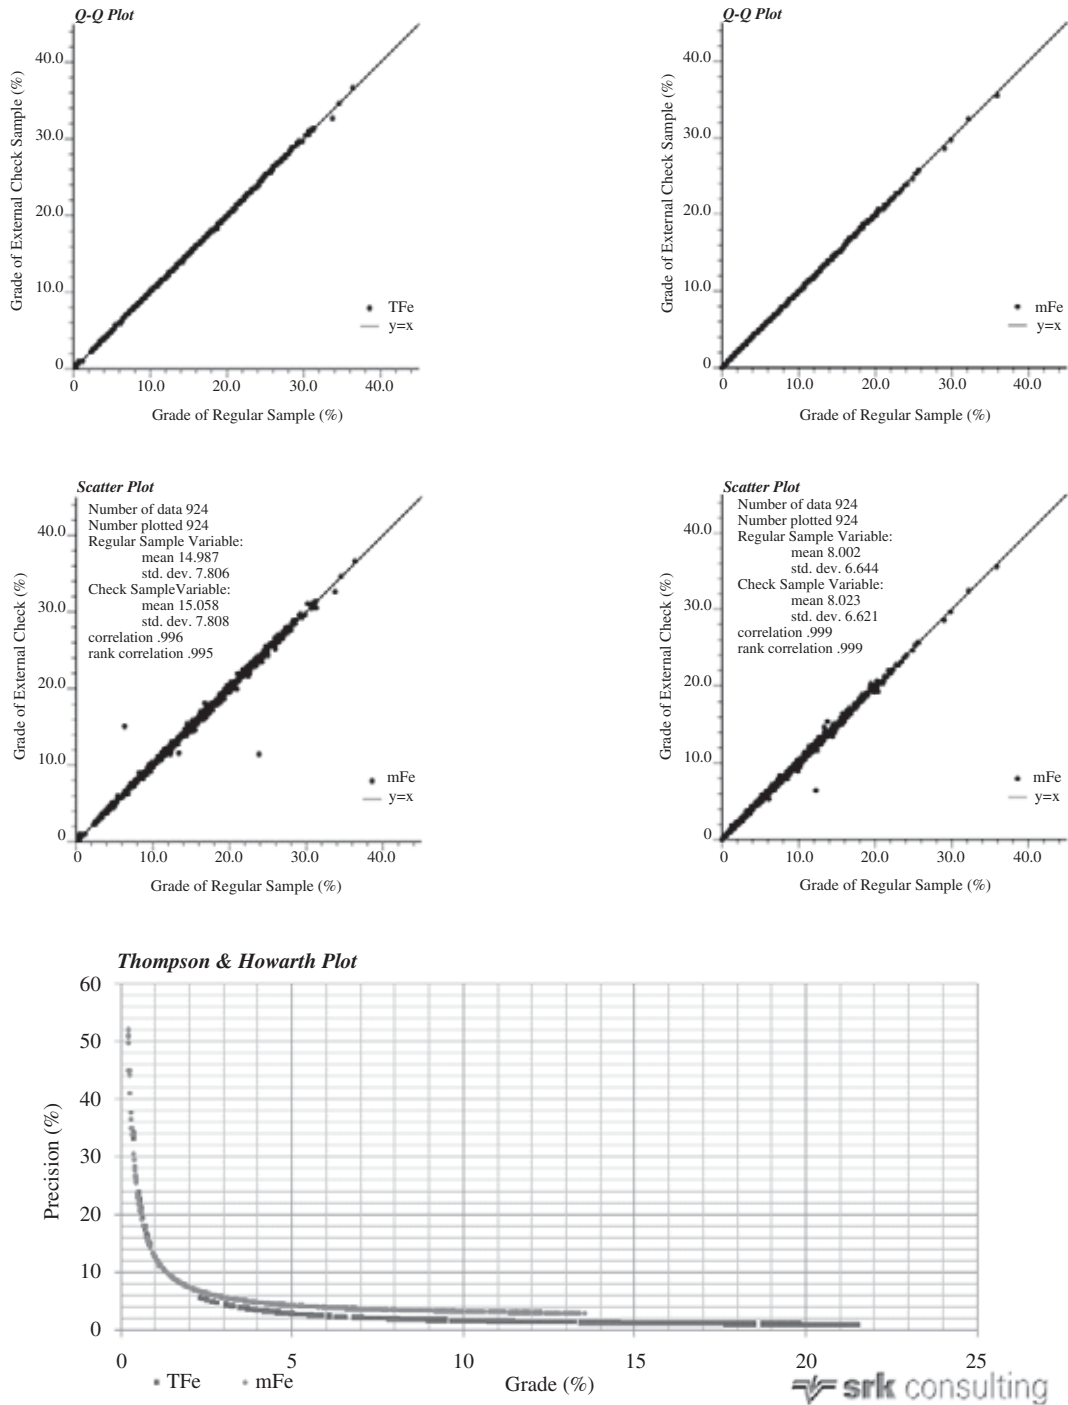 Q-Q Plot
Grade of External Check Sample (%)
40.0
30.0
20.0
10.0
0
TFe
y=x
0 10.0 20.0 30.0 40.0
Grade of Regular Sample (%)
Q-Q Plot
Grade of External Check Sample (%)
40.0
30.0
20.0
10.0
0
mFe
y=x
0 10.0 20.0 30.0 40.0
Grade of Regular Sample (%)
Scatter Plot
Number of data 924
Number plotted 924
Regular Sample Variable:
mean 14.987
std. dev. 7.806
Check SampleVariable:
mean 15.058
std. dev. 7.808
correlation .996
rank correlation .995
Grade of External Check (%)
40.0
30.0
20.0
10.0
0
mFe
y=x
0 10.0 20.0 30.0 40.0
Grade of Regular Sample (%)
Scatter Plot
Number of data 924
Number plotted 924
Regular Sample Variable:
mean 8.002
std. dev. 6.644
Check Sample Variable:
mean 8.023
std. dev. 6.621
correlation .999
rank correlation .999
Grade of External Check (%)
40.0
30.0
20.0
10.0
0
mFe
y=x
0 10.0 20.0 30.0 40.0
Grade of Regular Sample (%)
Thompson & Howarth Plot
Precision (%)
60
50
40
30
20
10
0
0 5 10 15 20 25
TFe mFe
Grade (%)
srk consulting